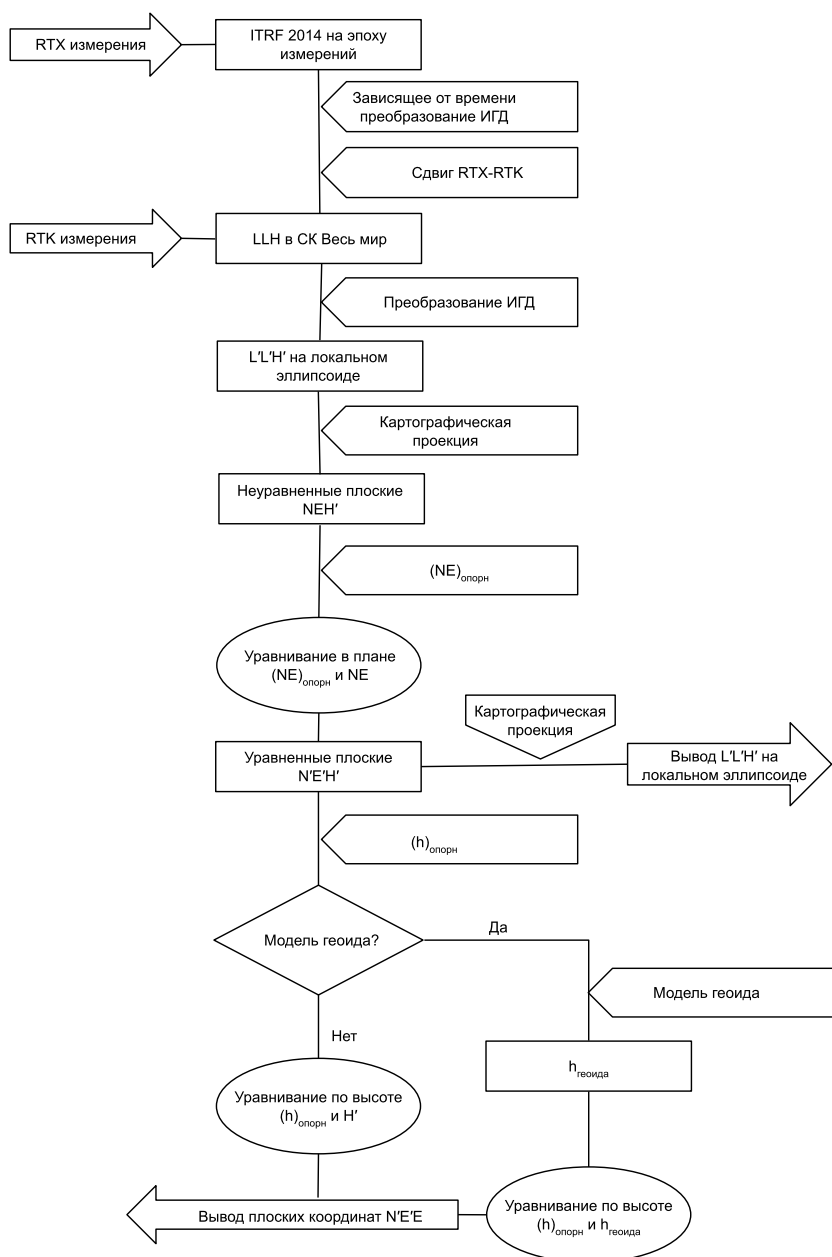 RTX измерения
ITRF 2014 на эпоху
измерений
Зависящее от времени
преобразование ИГД
Сдвиг RTX-RTK
RTK измерения
LLH в СК Весь мир
Преобразование ИГД
L'L'H' на локальном
эллипсоиде
Картографическая
проекция
Неуравненные плоские
NEH'
(NE)опорн
Уравнивание в плане
(NE)опорн и NE
Картографическая
проекция
Уравненные плоские
N'E'H'
Вывод L'L'H' на
локальном эллипсоиде
(h)опорн
Модель геоида?
Да
Модель геоида
Нет
hгеоида
Уравнивание по высоте
(h)опорн и H'
Вывод плоских координат N'E'E
Уравнивание по высоте
(h)опорн и hгеоида